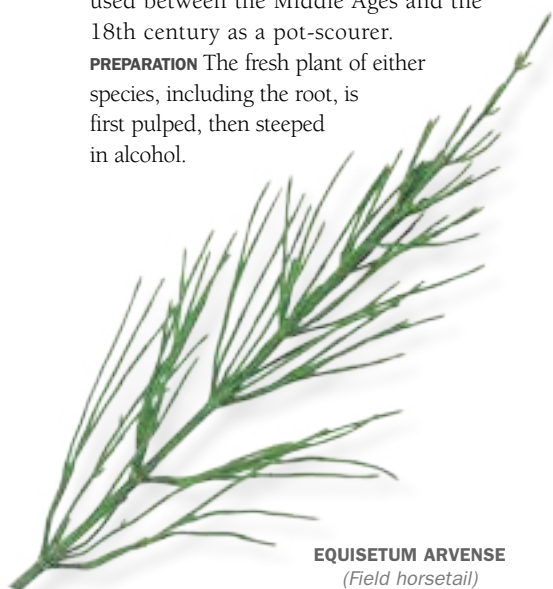 used between the Middle Ages and the
18th century as a pot-scourer.
PREPARATION The fresh plant of either
species, including the root, is
first pulped, then steeped
in alcohol.
EQUISETUM ARVENSE
(Field horsetail)